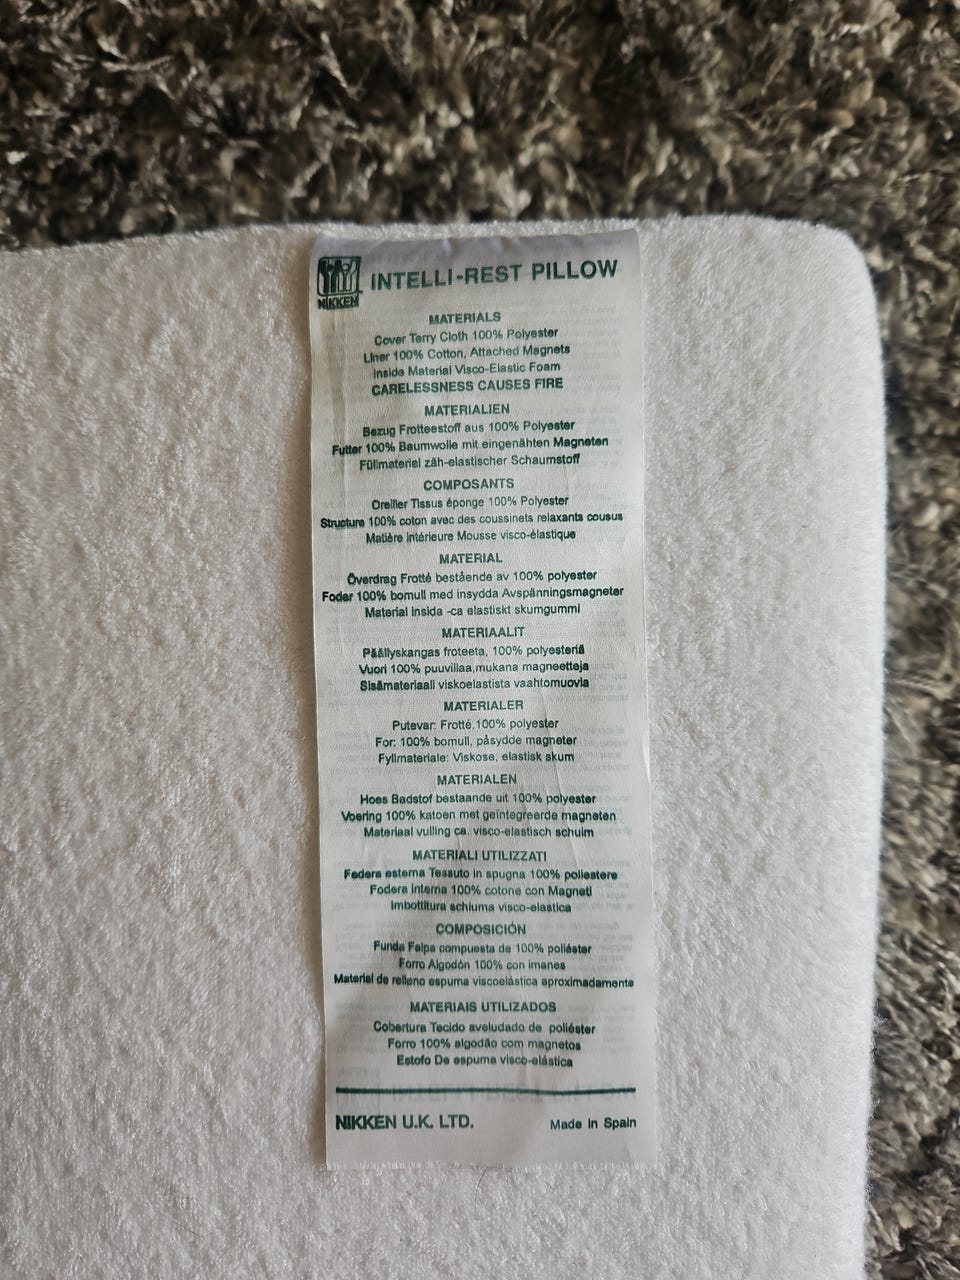 NIKKEN
INTELLI-REST PILLOW
MATERIALS
Cover Terry Cloth 100% Polyester
Liner 100% Cotton, Attached Magnets
Inside Material Visco-Elastic Foam
CARELESSNESS CAUSES FIRE
MATERIALIEN
Bezug Frotteestoff aus 100% Polyester
Futter 100% Baumwolle mit eingenähten Magneten
Füllmaterial zäh-elastischer Schaumstoff
COMPOSANTS
Oreiller Tissus éponge 100% Polyester
Structure 100% coton avec des coussinets relaxants cousus
Matière intérieure Mousse visco-élastique
MATERIAL
Överdrag Frotté bestående av 100% polyester
Foder 100% bomull med insydda Avspänningsmagneter
Material insida -ca elastiskt skumgummi
MATERIAALIT
Päällyskangas froteeta, 100% polyesteriä
Vuori 100% puuvillaa,mukana magneetteja
Sisämateriaali viskoelastista vaahtomuovia
MATERIALER
Putevar: Frotté,100% polyester
For: 100% bomull, påsydde magneter
Fyllmateriale: Viskose, elastisk skum
MATERIALEN
Hoes Badstof bestaande uit 100% polyester
Voering 100% katoen met geïntegreerde magneten
Materiaal vulling ca. visco-elastisch schuim
MATERIALI UTILIZZATI
Federa esterna Tessuto in spugna 100% poliestere
Fodera interna 100% cotone con Magneti
Imbottitura schiuma visco-elastica
COMPOSICIÓN
Funda Felpa compuesta de 100% poliéster
Forro Algodón 100% con imanes
Material de relleno espuma viscoelástica aproximadamente
MATERIAIS UTILIZADOS
Cobertura Tecido aveludado de poliéster
Forro 100% algodão com magnetos
Estofo De espuma visco-elástica
NIKKEN U.K. LTD.
Made in Spain